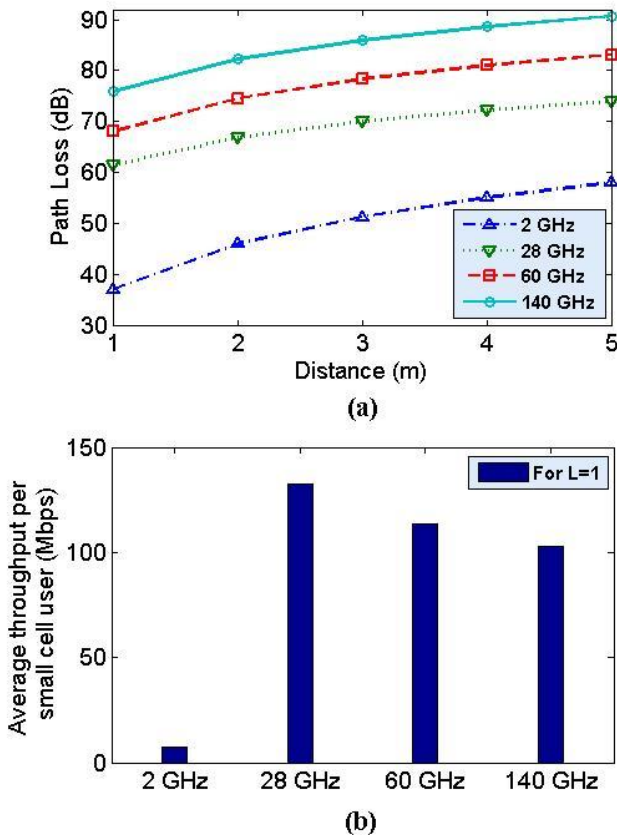 90
80
70
60
50
40
30
Path Loss (dB)
2 GHz
28 GHz
60 GHz
140 GHz
1 2 3 4 5
Distance (m)
(a)
150
100
50
0
Average throughput per
small cell user (Mbps)
For L=1
2 GHz 28 GHz 60 GHz 140 GHz
(b)